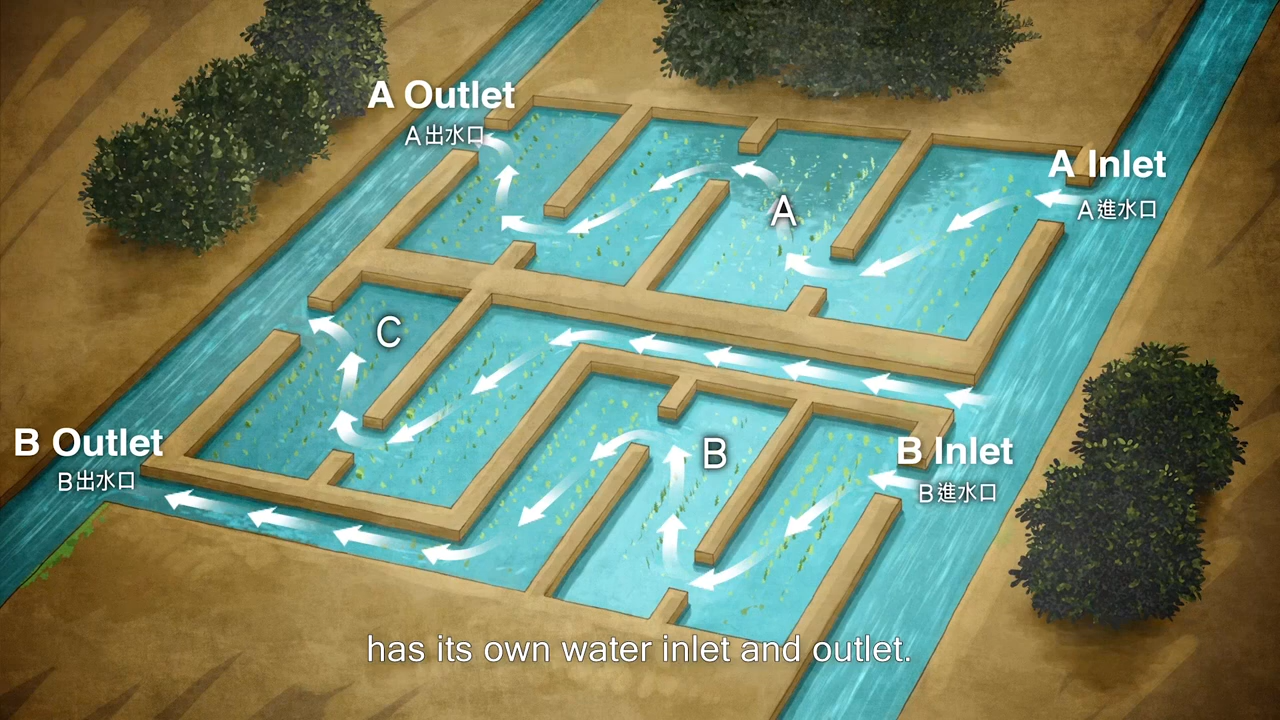 A Outlet
A出水口
A Inlet
A進水口
A
C
B Outlet
B出水口
B
B Inlet
B進水口
has its own water inlet and outlet.